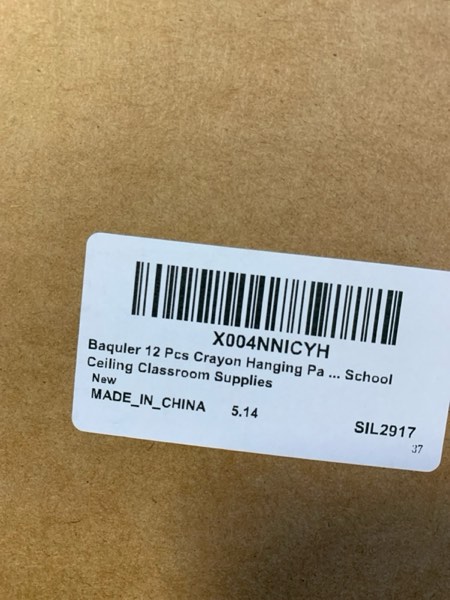 X004NNICYH
Baquler 12 Pcs Crayon Hanging Pa ... School
Ceiling Classroom Supplies
New
MADE_IN_CHINA 5.14
SIL2917
37